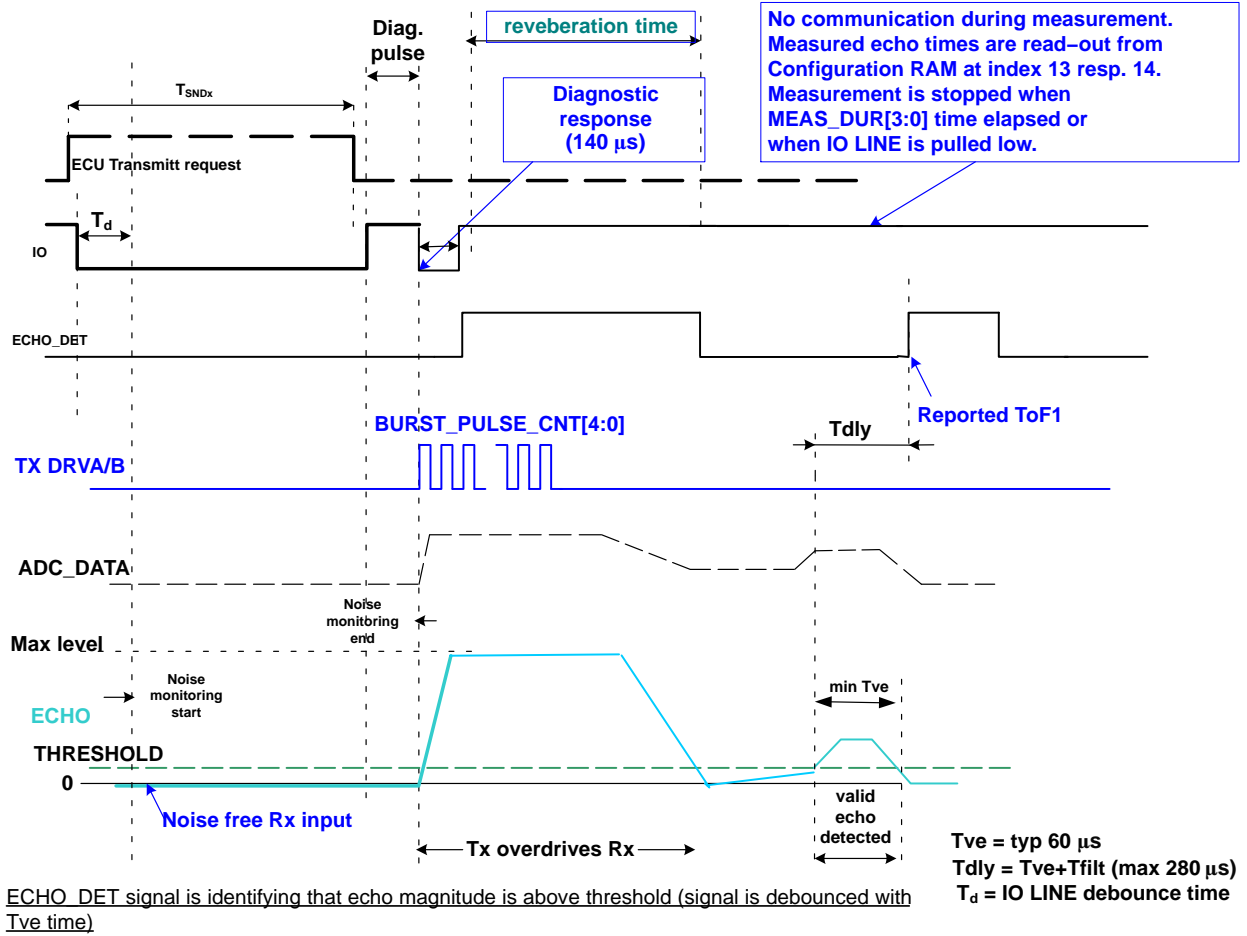 Diag.
pulse
reveberation time
No communication during measurement.
Measured echo times are read–out from
Configuration RAM at index 13 resp. 14.
Measurement is stopped when
MEAS_DUR[3:0] time elapsed or
when IO LINE is pulled low.
TSNDx
Diagnostic
response
(140 μs)
ECU Transmitt request
Td
IO
ECHO_DET
Reported ToF1
BURST_PULSE_CNT[4:0]
Tdly
TX DRVA/B
ADC_DATA
Noise
monitoring
end
Max level
Noise
monitoring
start
min Tve
ECHO
THRESHOLD
0
Noise free Rx input
valid
echo
detected
Tx overdrives Rx
Tve = typ 60 μs
Tdly = Tve+Tfilt (max 280 μs)
Td = IO LINE debounce time
ECHO_DET signal is identifying that echo magnitude is above threshold (signal is debounced with
Tve time)